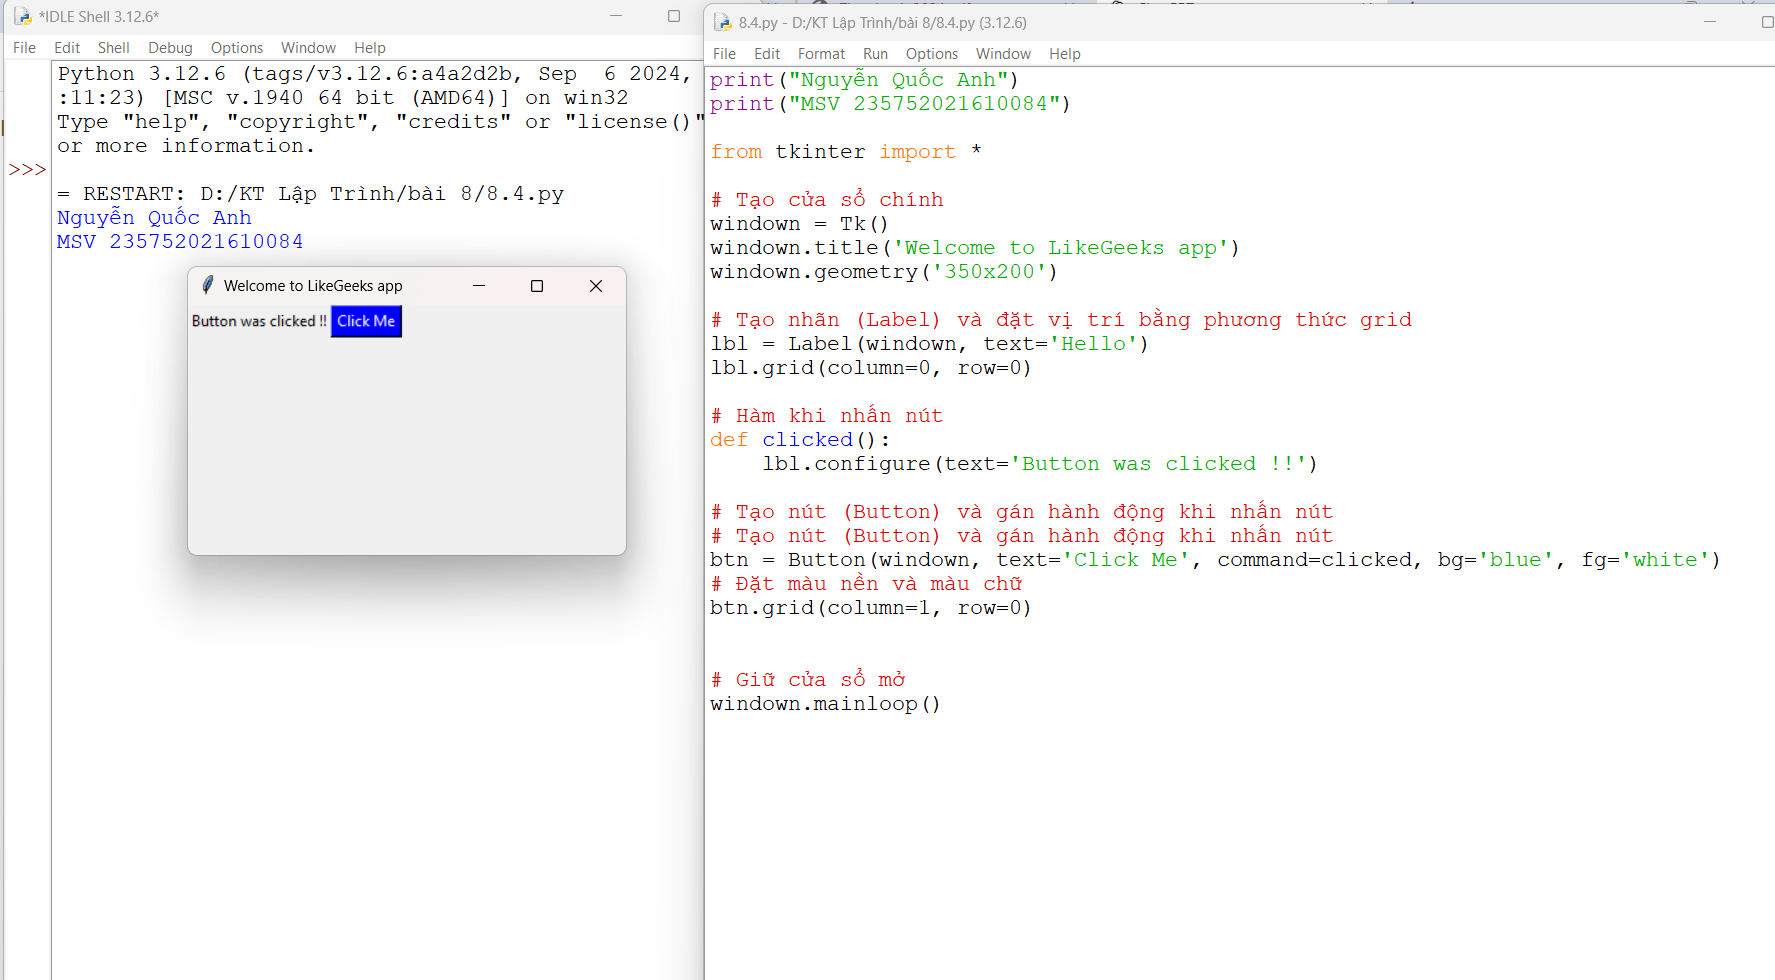 *IDLE Shell 3.12.6*
File Edit Shell Debug Options Window Help
Python 3.12.6 (tags/v3.12.6:a4a2d2b, Sep  6 2024,
:11:23) [MSC v.1940 64 bit (AMD64)] on win32
Type "help", "copyright", "credits" or "license()"
or more information.
>>>
= RESTART: D:/KT Lập Trình/bài 8/8.4.py
Nguyễn Quốc Anh
MSV 235752021610084
Welcome to LikeGeeks app
Button was clicked !! Click Me
8.4.py - D:/KT Lập Trình/bài 8/8.4.py (3.12.6)
File Edit Format Run Options Window Help
print("Nguyễn Quốc Anh")
print("MSV 235752021610084")
from tkinter import *
# Tạo cửa sổ chính
windown = Tk()
windown.title('Welcome to LikeGeeks app')
windown.geometry('350x200')
# Tạo nhãn (Label) và đặt vị trí bằng phương thức grid
lbl = Label(windown, text='Hello')
lbl.grid(column=0, row=0)
# Hàm khi nhấn nút
def clicked():
    lbl.configure(text='Button was clicked !!')
# Tạo nút (Button) và gán hành động khi nhấn nút
# Tạo nút (Button) và gán hành động khi nhấn nút
btn = Button(windown, text='Click Me', command=clicked, bg='blue', fg='white')
# Đặt màu nền và màu chữ
btn.grid(column=1, row=0)
# Giữ cửa sổ mở
windown.mainloop()